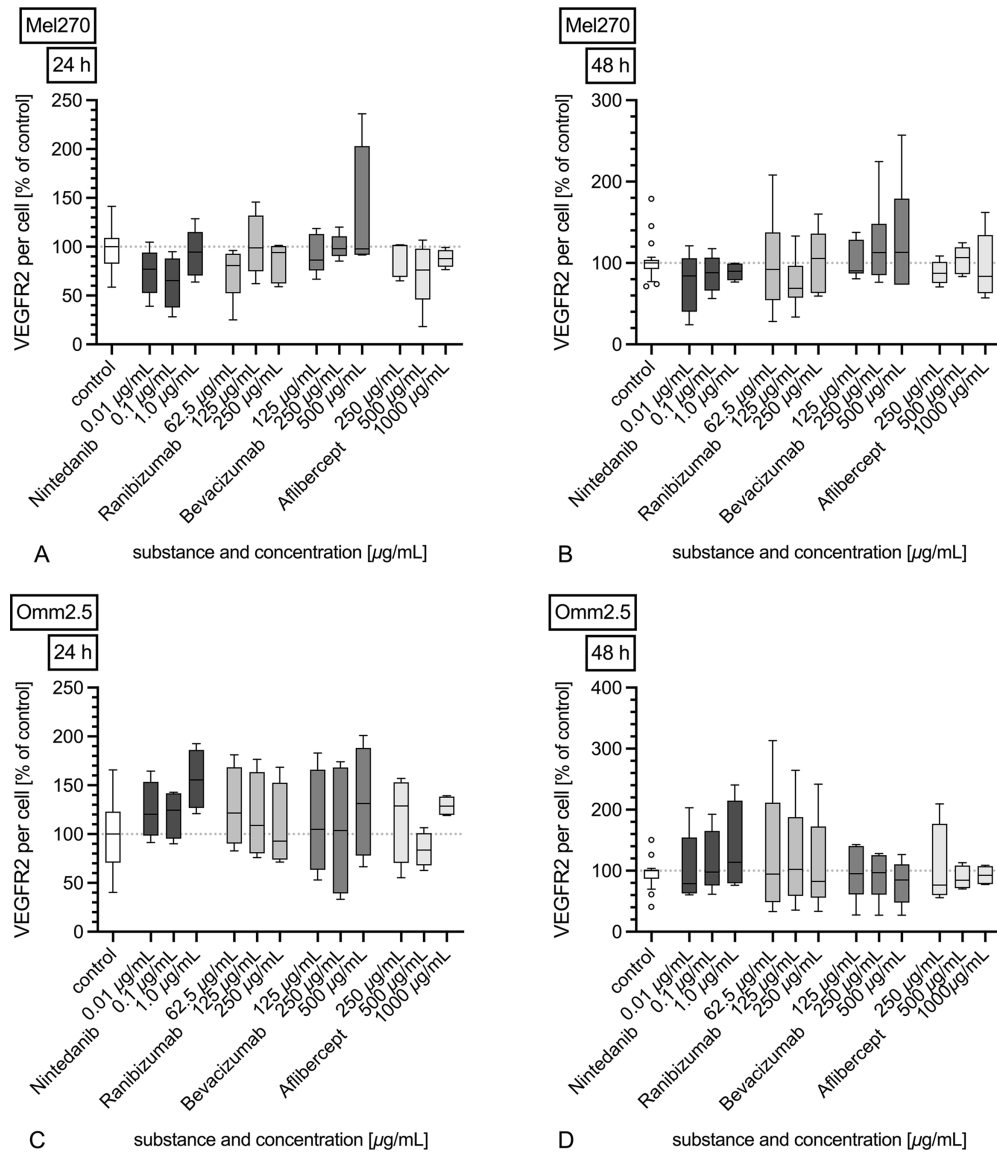 Mel270
24 h
VEGFR2 per cell [% of control]
250
200
150
100
50
0
control
0.01 µg/mL
0.1 µg/mL
1.0 µg/mL
Nintedanib
62.5 µg/mL
125 µg/mL
250 µg/mL
Ranibizumab
125 µg/mL
250 µg/mL
500 µg/mL
Bevacizumab
250 µg/mL
500 µg/mL
1000 µg/mL
Aflibercept
A
substance and concentration [µg/mL]
Mel270
48 h
VEGFR2 per cell [% of control]
300
200
100
0
control
0.01 µg/mL
0.1 µg/mL
1.0 µg/mL
Nintedanib
62.5 µg/mL
125 µg/mL
250 µg/mL
Ranibizumab
125 µg/mL
250 µg/mL
500 µg/mL
Bevacizumab
250 µg/mL
500 µg/mL
1000 µg/mL
Aflibercept
B
substance and concentration [µg/mL]
Omm2.5
24 h
VEGFR2 per cell [% of control]
250
200
150
100
50
0
control
0.01 µg/mL
0.1 µg/mL
1.0 µg/mL
Nintedanib
62.5 µg/mL
125 µg/mL
250 µg/mL
Ranibizumab
125 µg/mL
250 µg/mL
500 µg/mL
Bevacizumab
250 µg/mL
500 µg/mL
1000 µg/mL
Aflibercept
C
substance and concentration [µg/mL]
Omm2.5
48 h
VEGFR2 per cell [% of control]
400
300
200
100
0
control
0.01 µg/mL
0.1 µg/mL
1.0 µg/mL
Nintedanib
62.5 µg/mL
125 µg/mL
250 µg/mL
Ranibizumab
125 µg/mL
250 µg/mL
500 µg/mL
Bevacizumab
250 µg/mL
500 µg/mL
1000µg/mL
Aflibercept
D
substance and concentration [µg/mL]